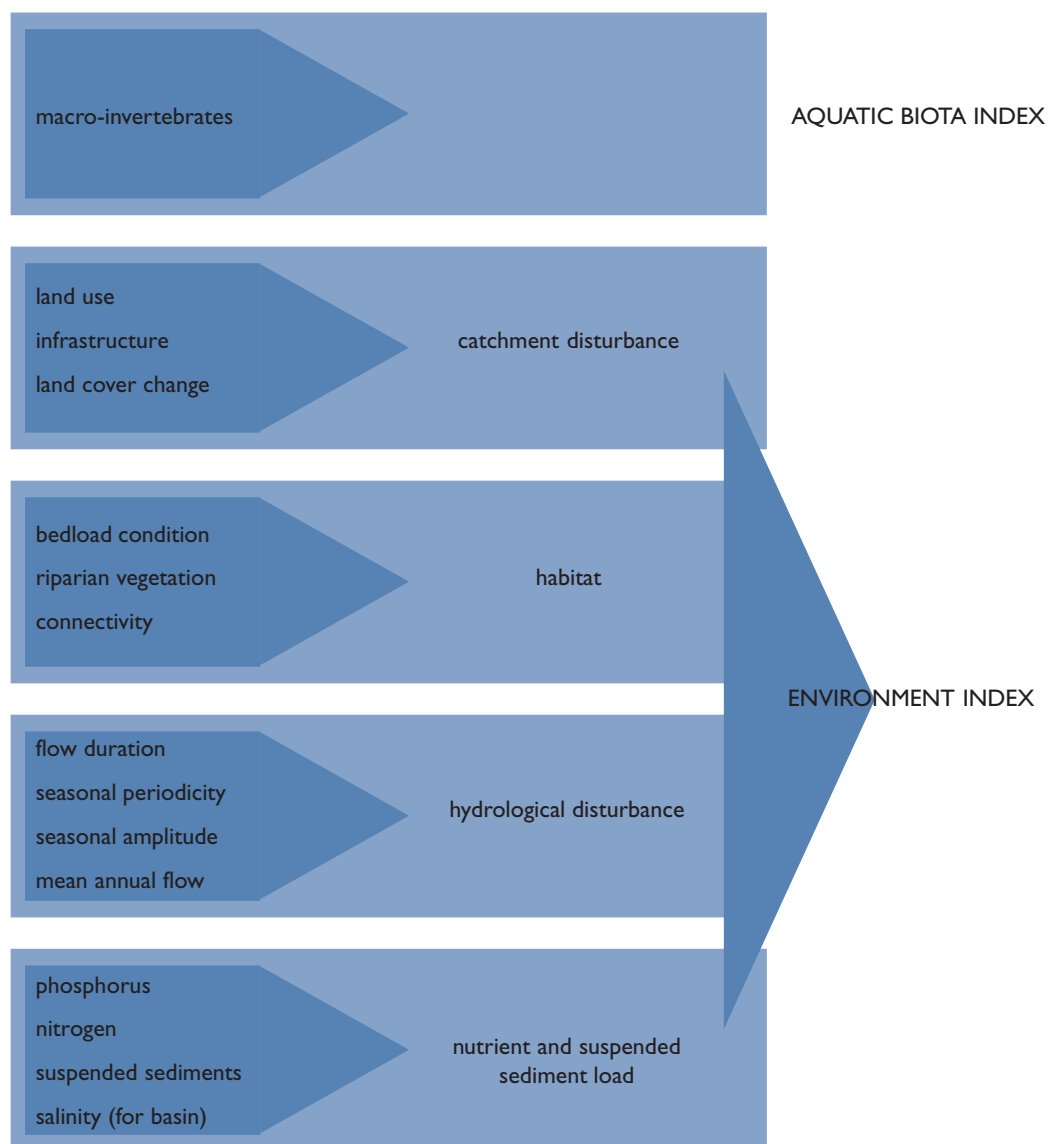 macro-invertebrates
AQUATIC BIOTA INDEX
land use
infrastructure
land cover change
catchment disturbance
bedload condition
riparian vegetation
connectivity
habitat
ENVIRONMENT INDEX
flow duration
seasonal periodicity
seasonal amplitude
mean annual flow
hydrological disturbance
phosphorus
nitrogen
suspended sediments
salinity (for basin)
nutrient and suspended
sediment load